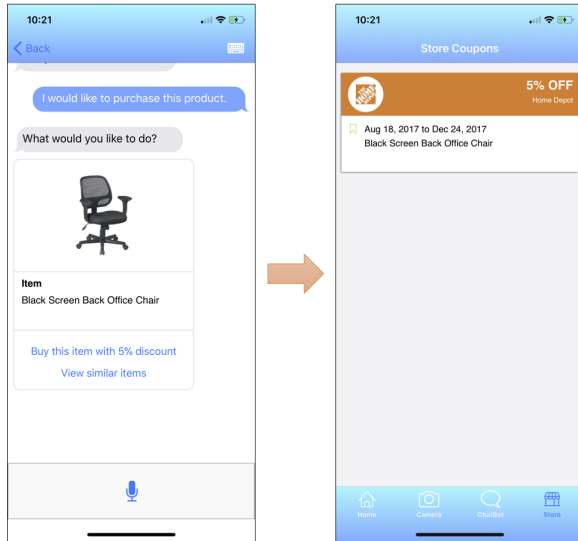 10:21
Back
I would like to purchase this product.
What would you like to do?
Item
Black Screen Back Office Chair
Buy this item with 5% discount
View similar items
10:21
Store Coupons
5% OFF
Home Depot
Aug 18, 2017 to Dec 24, 2017
Black Screen Back Office Chair
Home
Camera
ChatBot
Store